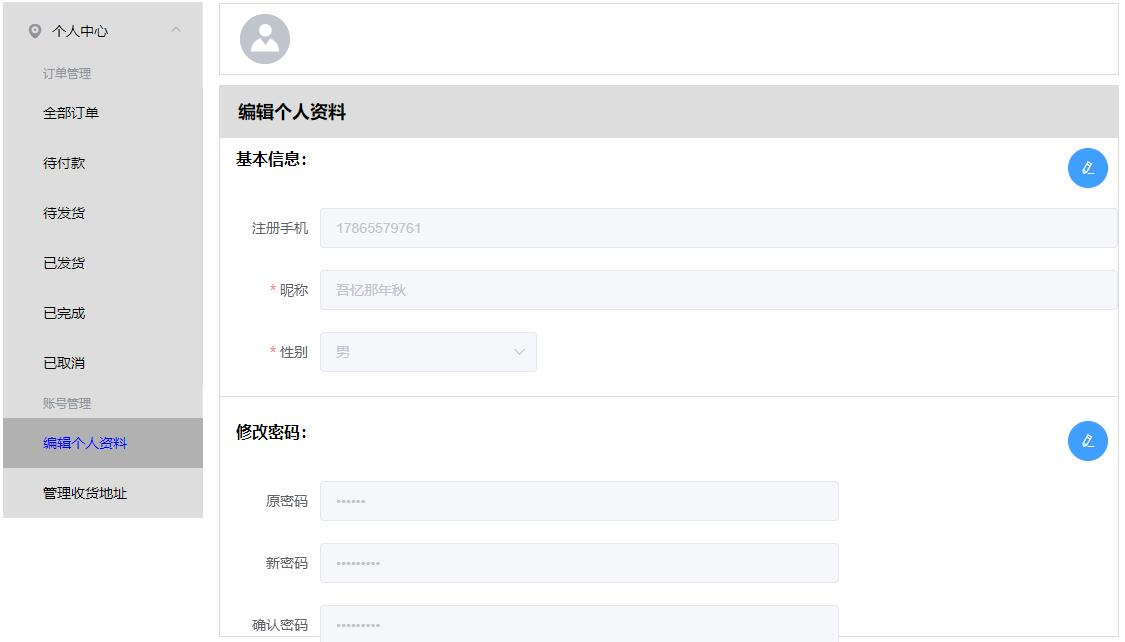 个人中心
订单管理
全部订单
待付款
待发货
已发货
已完成
已取消
账号管理
编辑个人资料
管理收货地址
编辑个人资料
基本信息：
注册手机 17865579761
* 昵称 吾忆那年秋
* 性别 男
修改密码：
原密码 ••••••
新密码 •••••••••
确认密码 •••••••••